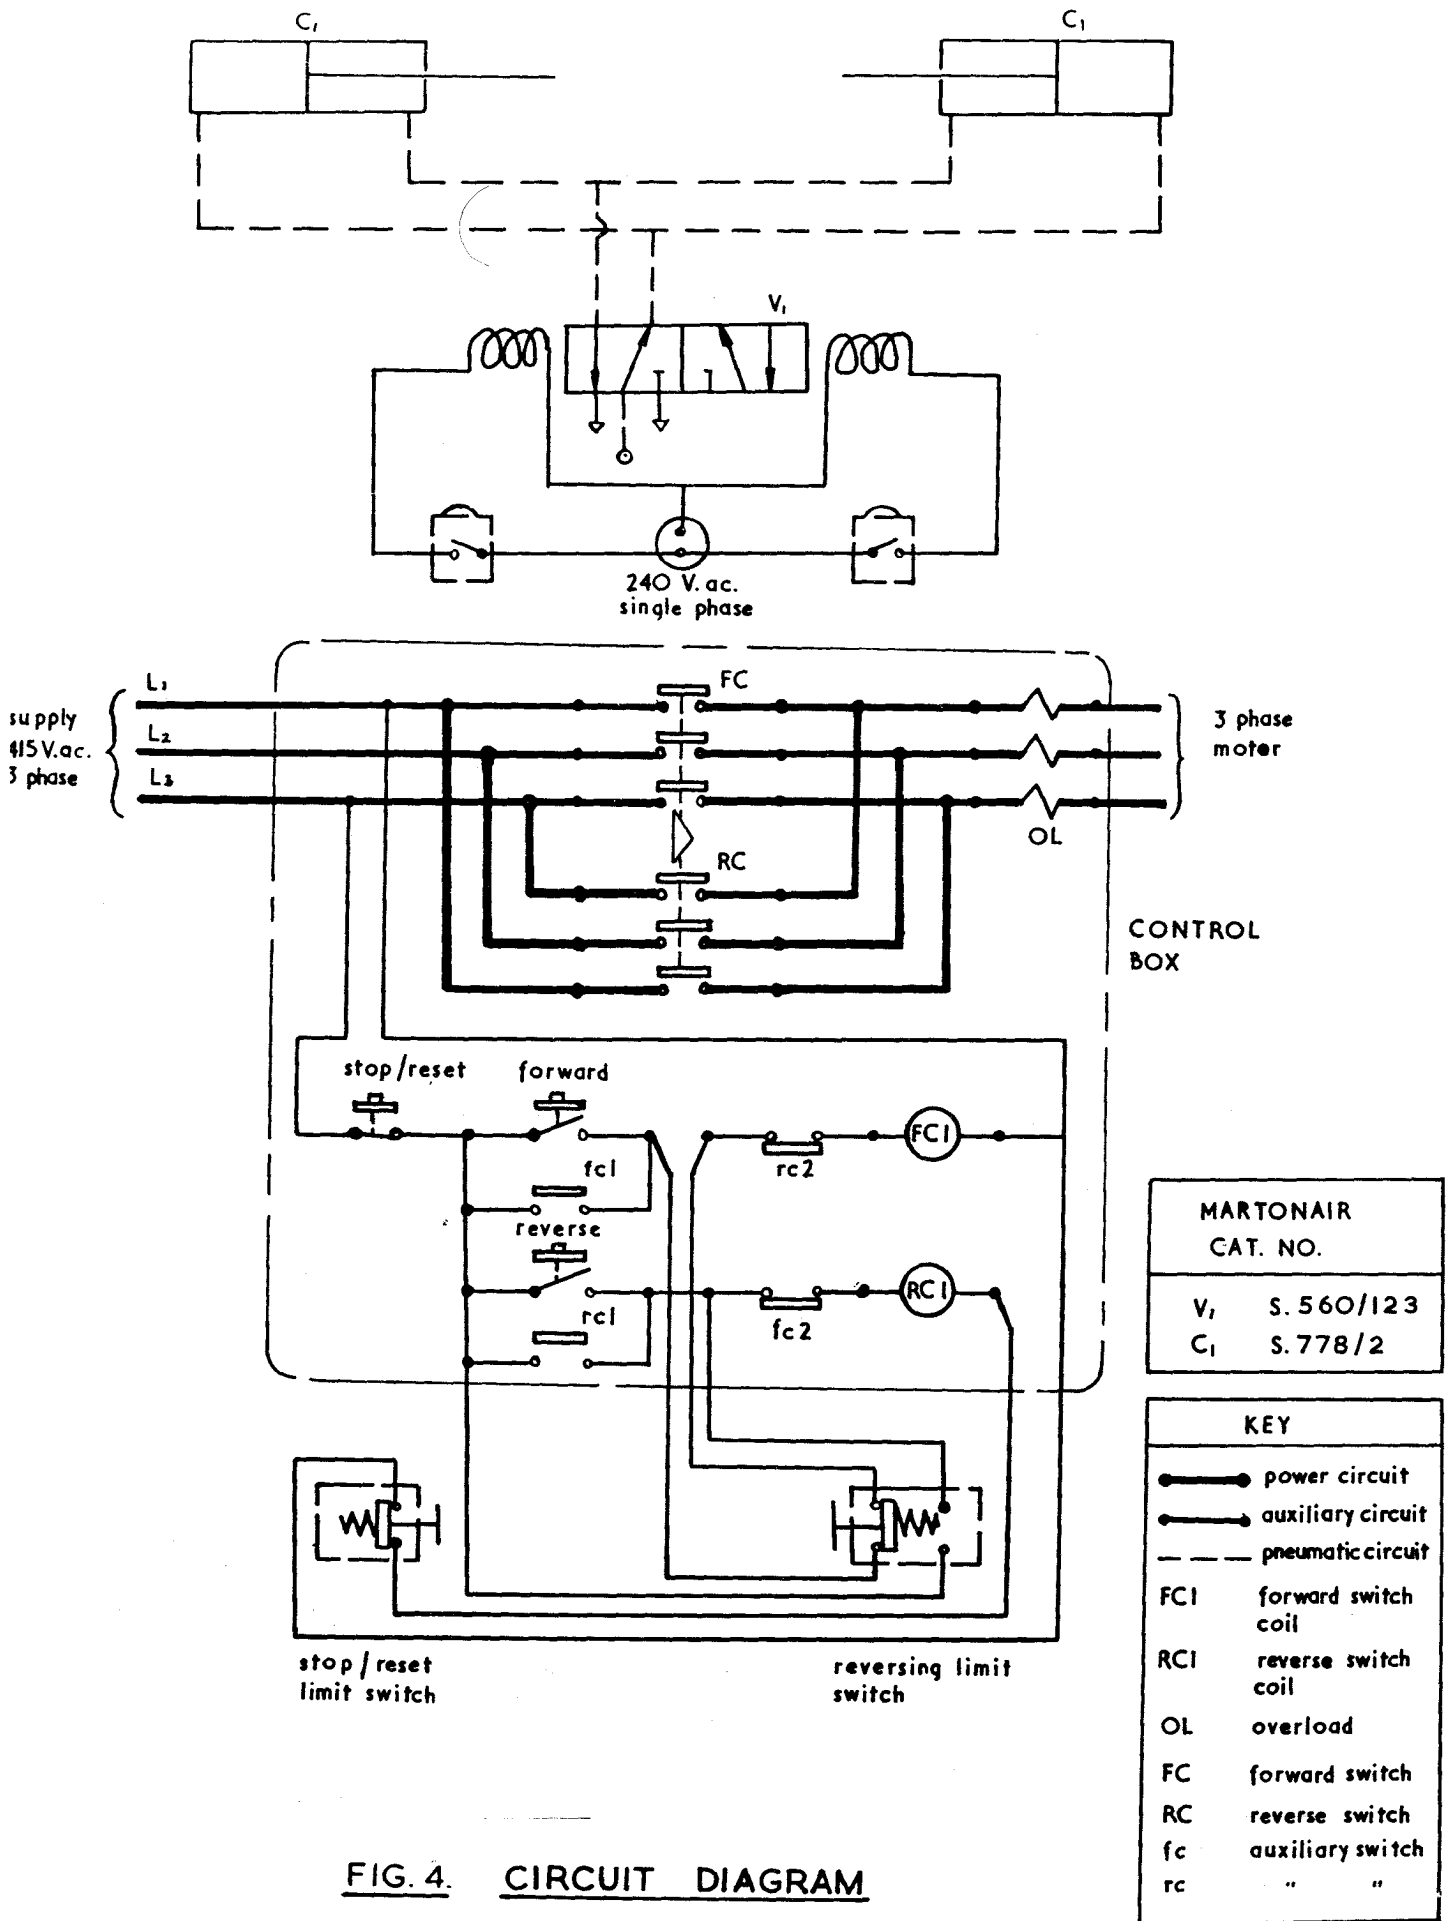 C₁
C₁
V₁
240 V. ac.
single phase
L₁
FC
supply
415 V.ac.
3 phase
L₂
L₃
3 phase
moter
OL
RC
CONTROL
BOX
stop/reset
forward
FC1
fc1
rc2
reverse
RC1
rc1
fc2
MARTONAIR
CAT. NO.
V₁ S.560/123
C₁ S.778/2
KEY
power circuit
auxiliary circuit
pneumatic circuit
FC1 forward switch
coil
RC1 reverse switch
coil
OL overload
FC forward switch
RC reverse switch
fc auxiliary switch
rc " "
stop/reset
limit switch
reversing limit
switch
FIG. 4. CIRCUIT DIAGRAM